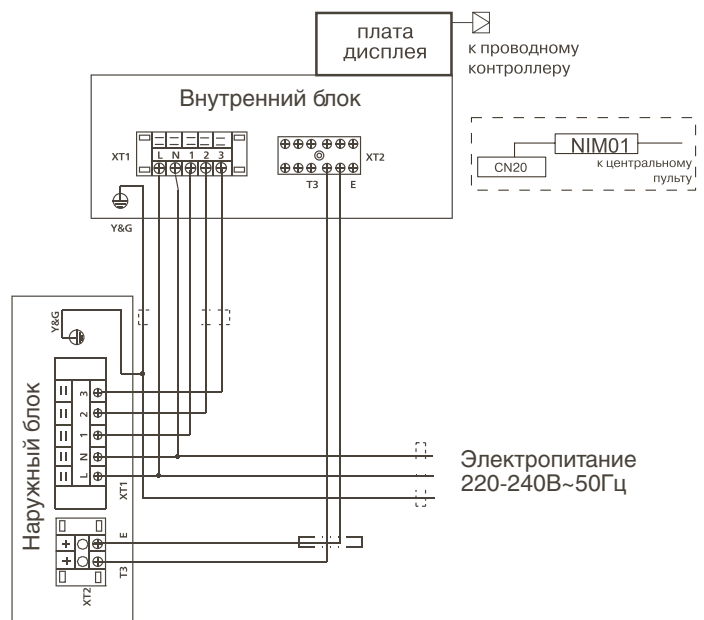 плата
дисплея
к проводному
контроллеру
Внутренний блок
XT1
L N 1 2 3
XT2
T3 E
Y&G
NIM01
CN20
к центральному
пульту
Y&G
Наружный блок
3
2
1
N
L
XT1
E
T3
XT2
Электропитание
220-240В~50Гц